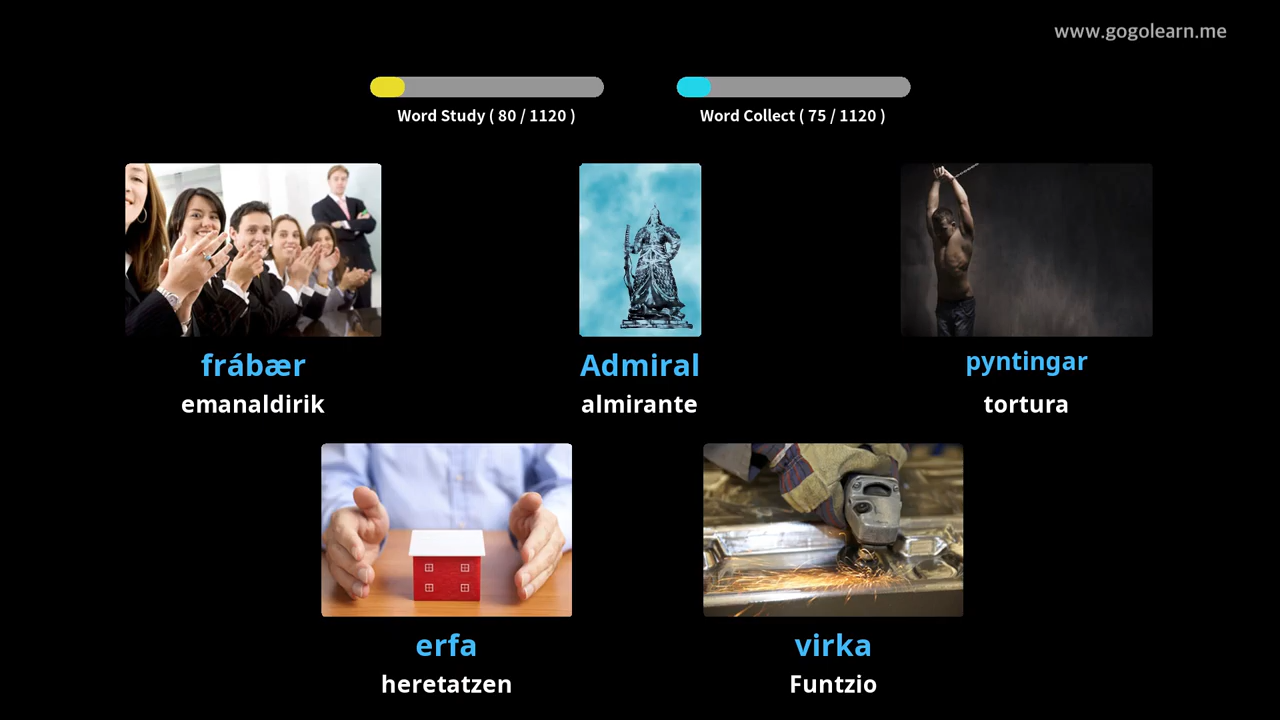 www.gogolearn.me
Word Study ( 80 / 1120 )
Word Collect ( 75 / 1120 )
frábær
emanaldirik
Admiral
almirante
pyntingar
tortura
erfa
heretatzen
virka
Funtzio